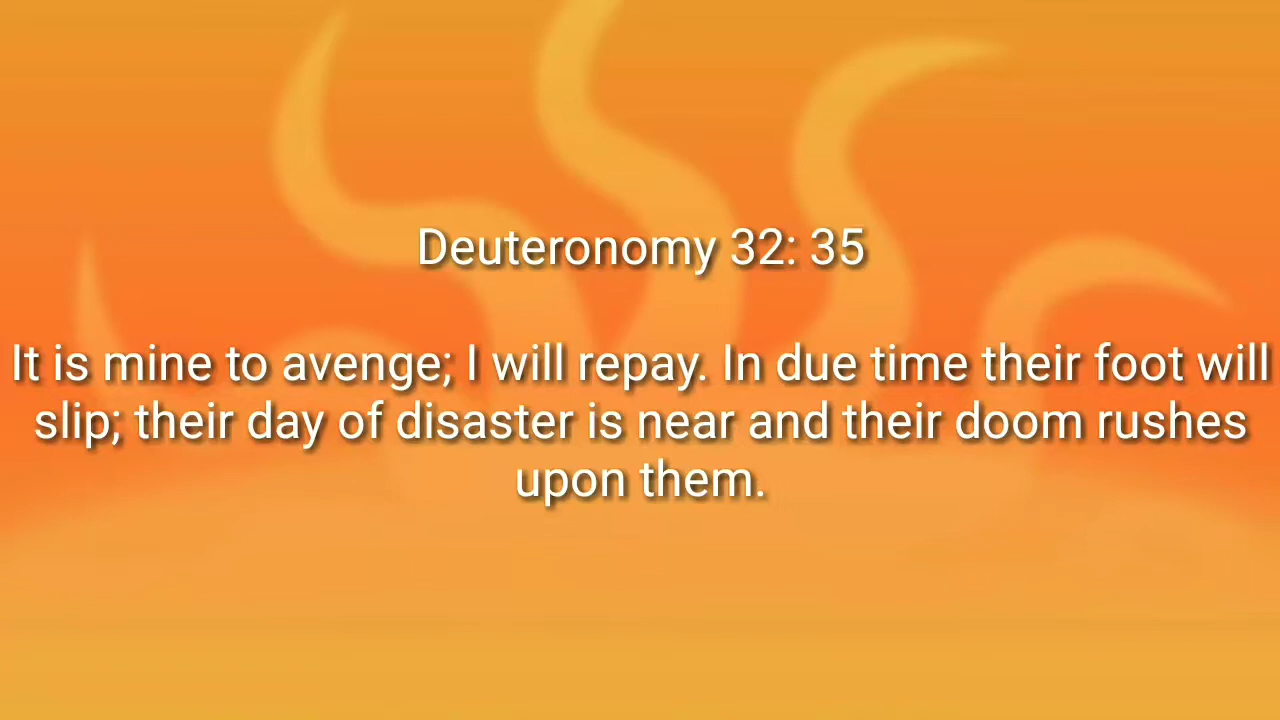 Deuteronomy 32: 35
It is mine to avenge; I will repay. In due time their foot will
slip; their day of disaster is near and their doom rushes
upon them.